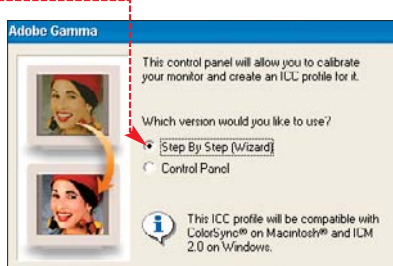 Adobe Gamma
This control panel will allow you to calibrate
your monitor and create an ICC profile for it.
Which version would you like to use?
Step By Step (Wizard)
Control Panel
This ICC profile will be compatible with
ColorSync® on Macintosh® and ICM
2.0 on Windows.